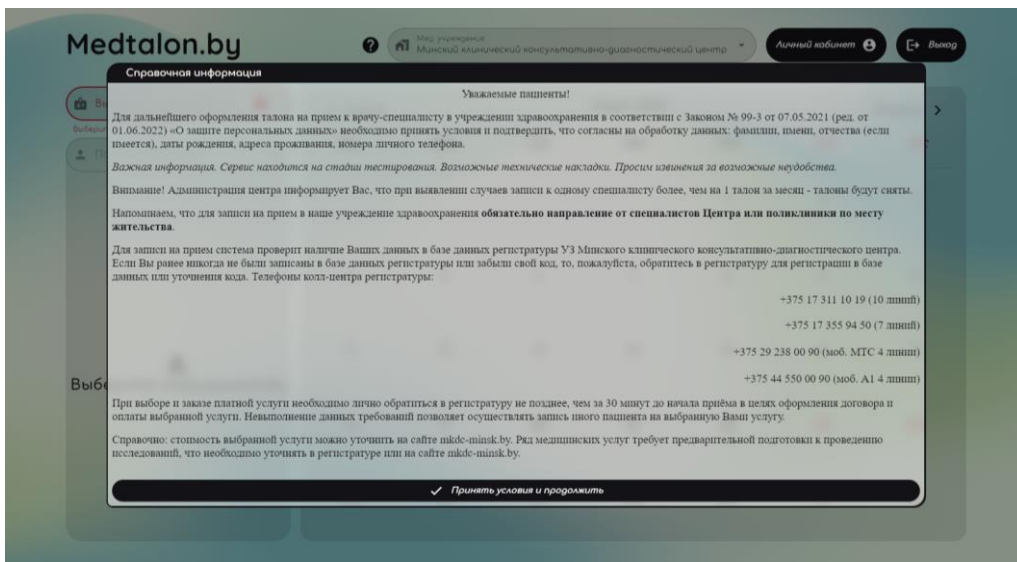 Medtalon.by
Мед. учреждение
Минский клинический консультативно-диагностический центр
Личный кабинет
Выход
Справочная информация
Уважаемые пациенты!
Для дальнейшего оформления талона на прием к врачу-специалисту в учреждении здравоохранения в соответствии с Законом № 99-З от 07.05.2021 (ред. от
01.06.2022) «О защите персональных данных» необходимо принять условия и подтвердить, что согласны на обработку данных: фамилии, имени, отчества (если
имеется), даты рождения, адреса проживания, номера личного телефона.
Важная информация. Сервис находится на стадии тестирования. Возможные технические накладки. Просим извинения за возможные неудобства.
Внимание! Администрация центра информирует Вас, что при выявлении случаев записи к одному специалисту более, чем на 1 талон за месяц - талоны будут сняты.
Напоминаем, что для записи на прием в наше учреждение здравоохранения обязательно направление от специалистов Центра или поликлиники по месту
жительства.
Для записи на прием система проверит наличие Ваших данных в базе данных регистратуры УЗ Минского клинического консультативно-диагностического центра.
Если Вы ранее никогда не были записаны в базе данных регистратуры или забыли свой код, то, пожалуйста, обратитесь в регистратуру для регистрации в базе
данных или уточнения кода. Телефоны колл-центра регистратуры:
+375 17 311 10 19 (10 линий)
+375 17 355 94 50 (7 линий)
+375 29 238 00 90 (моб. МТС 4 линии)
+375 44 550 00 90 (моб. А1 4 линии)
Выбе
При выборе и заказе платной услуги необходимо лично обратиться в регистратуру не позднее, чем за 30 минут до начала приёма в целях оформления договора и
оплаты выбранной услуги. Невыполнение данных требований позволяет осуществлять запись иного пациента на выбранную Вами услугу.
Справочно: стоимость выбранной услуги можно уточнить на сайте mkdc-minsk.by. Ряд медицинских услуг требует предварительной подготовки к проведению
исследований, что необходимо уточнять в регистратуре или на сайте mkdc-minsk.by.
Принять условия и продолжить